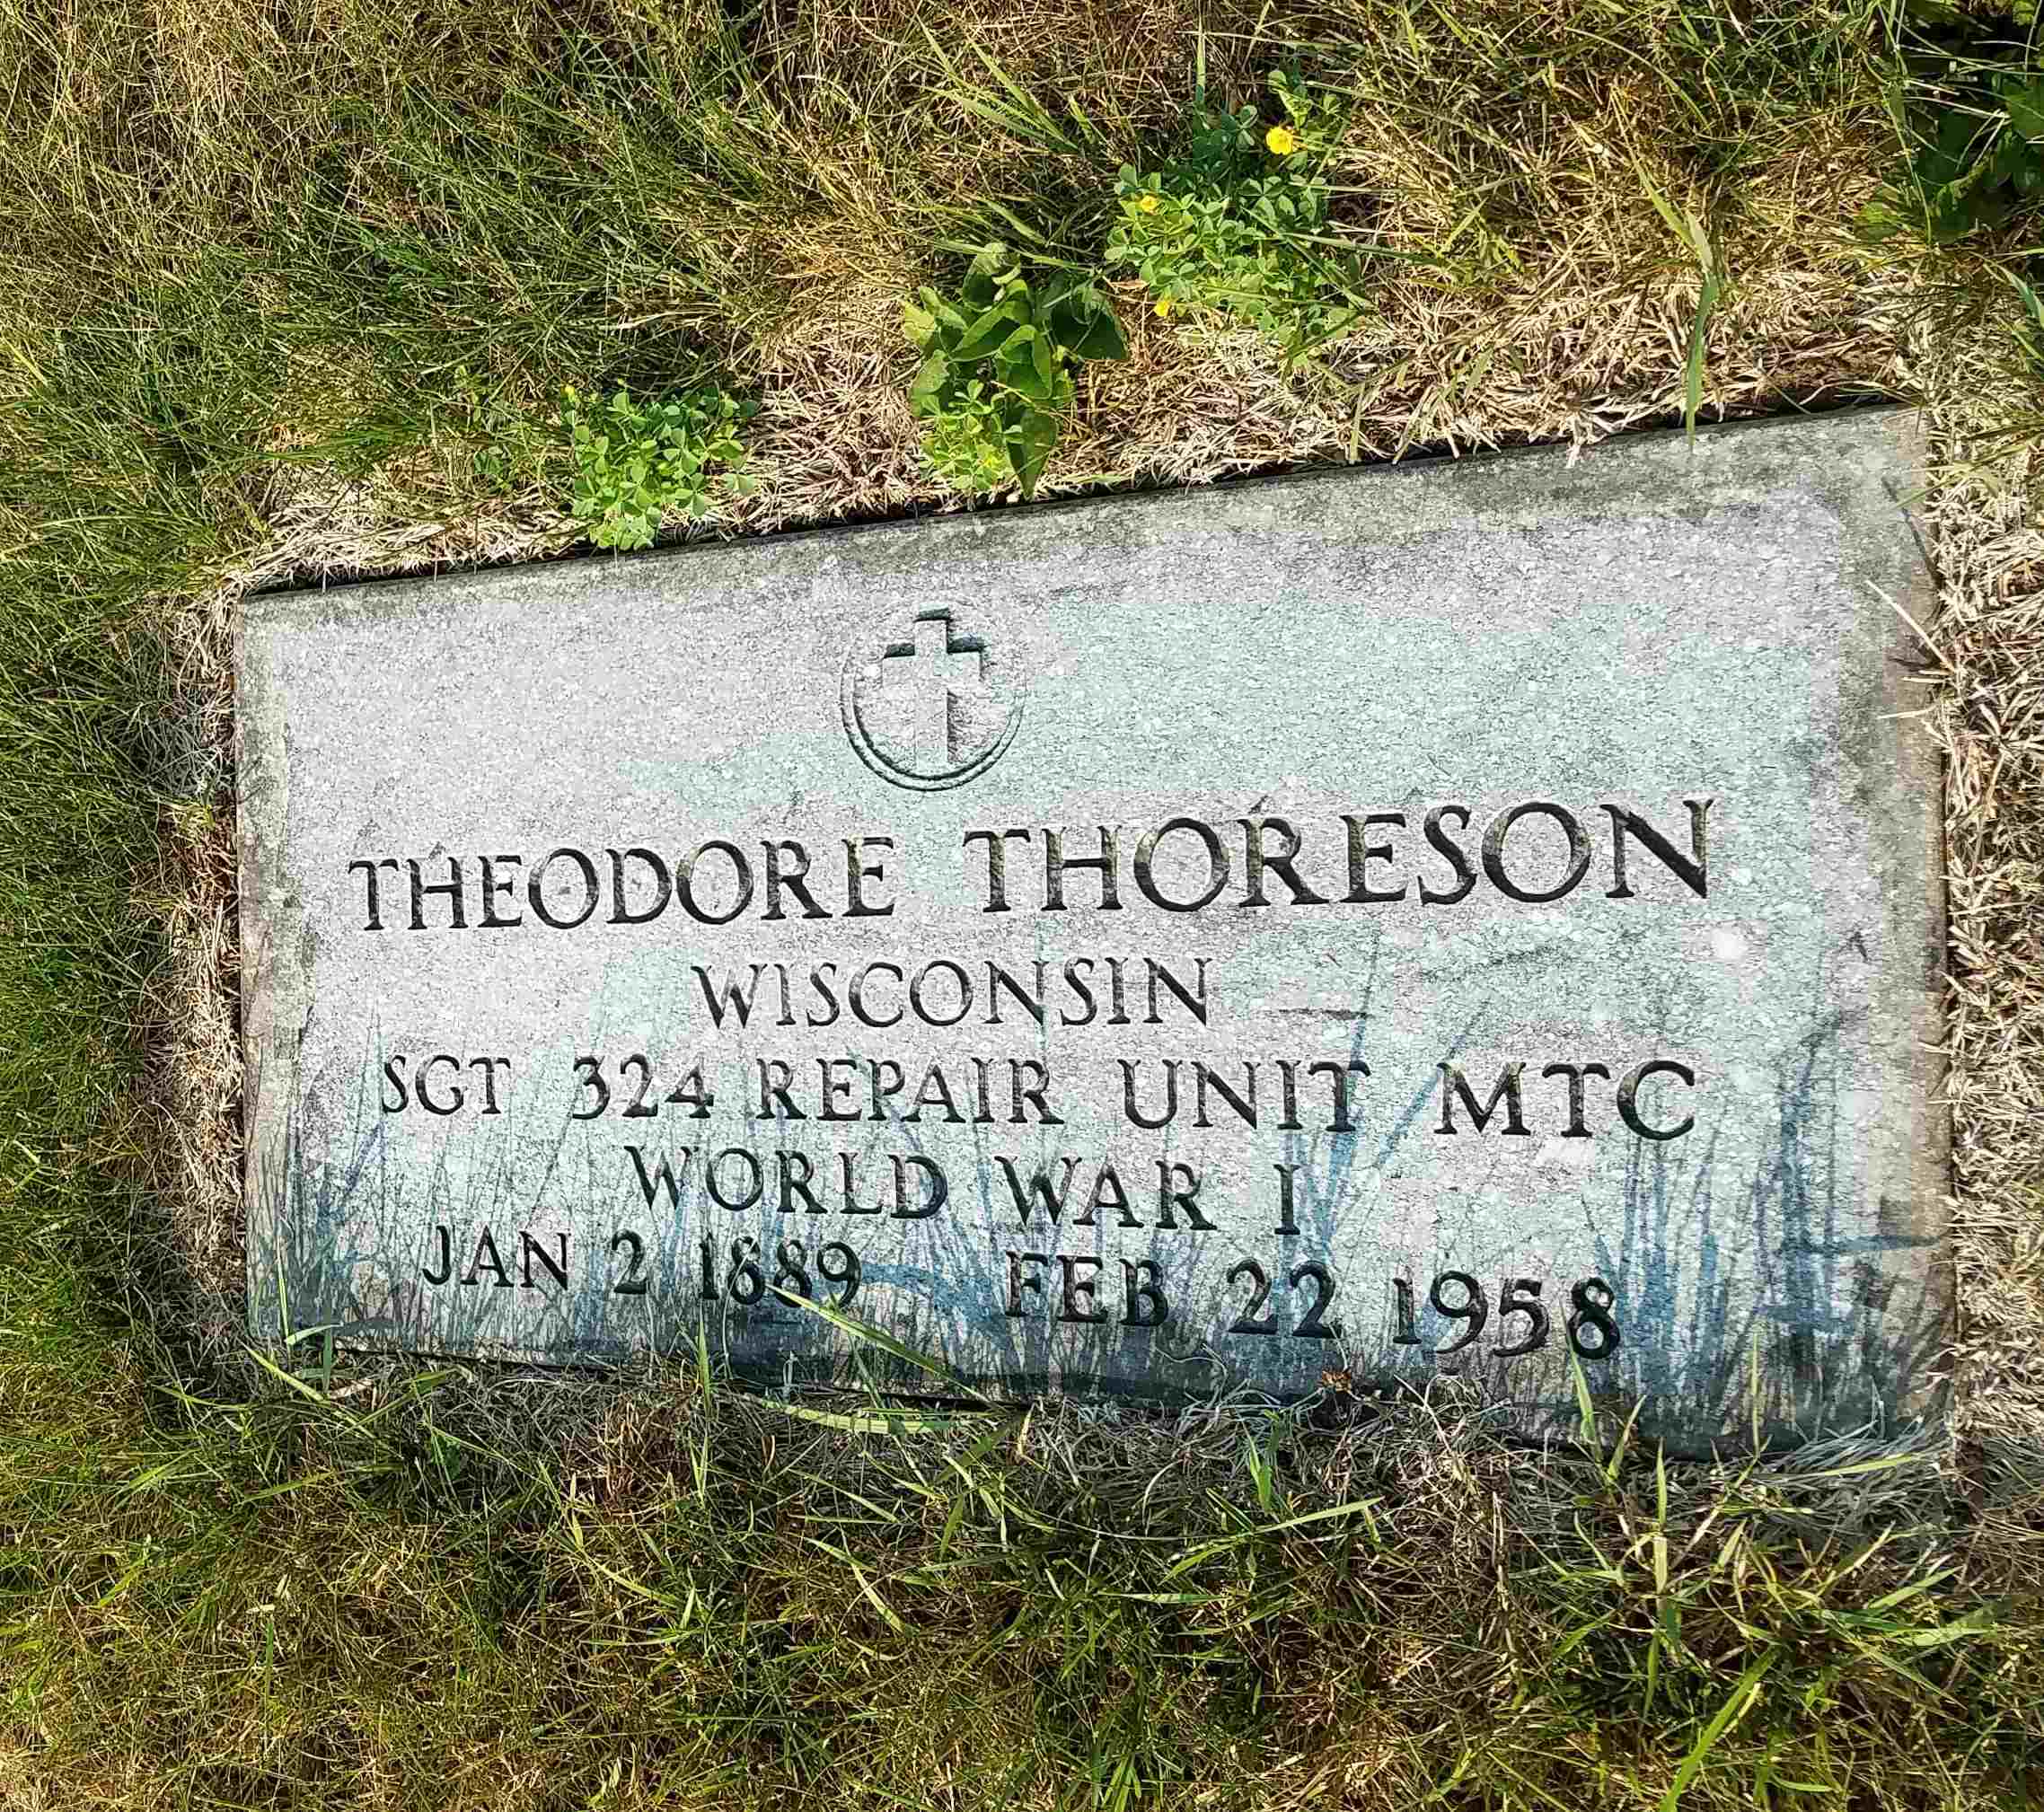 THEODORE THORESON
WISCONSIN
SGT 324 REPAIR UNIT MTC
WORLD WAR I
JAN 2 1889 FEB 22 1958